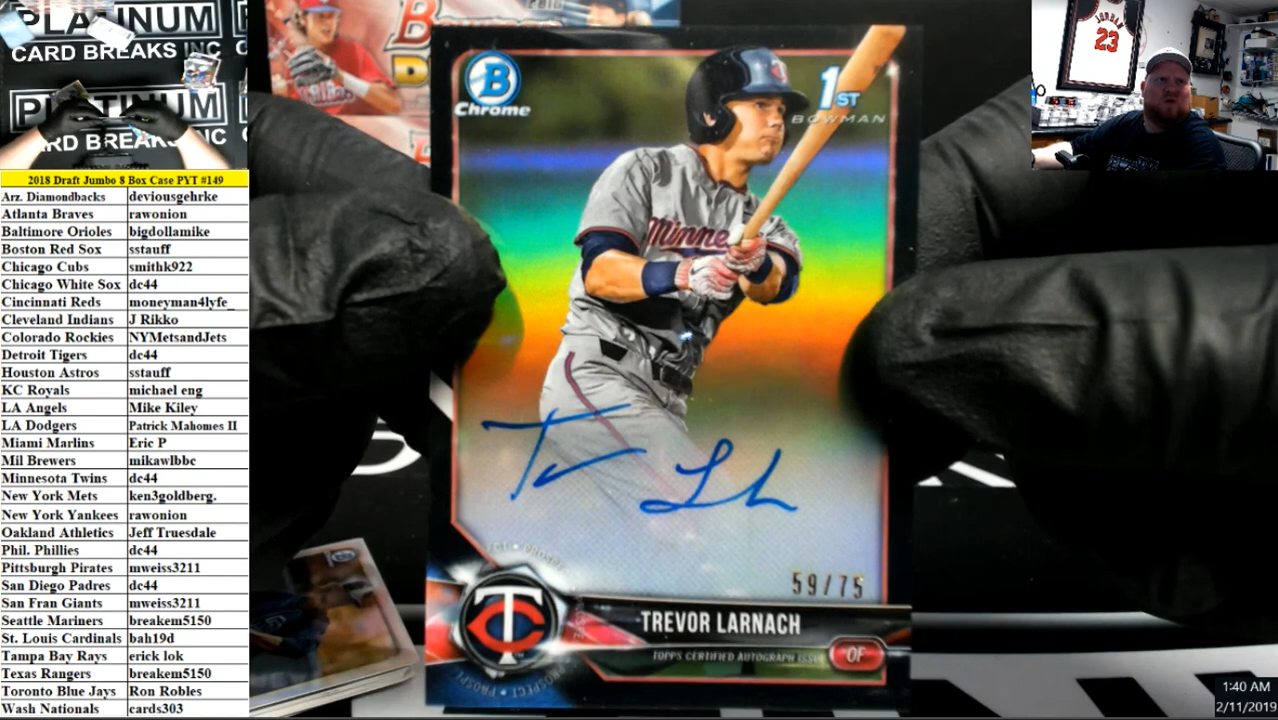 PLATINUM
CARD BREAKS INC
PLATINUM
CARD BREAKS INC
2018 Draft Jumbo 8 Box Case PYT #149
Arz. Diamondbacks deviousgehrke
Atlanta Braves rawonion
Baltimore Orioles bigdollamike
Boston Red Sox sstauff
Chicago Cubs smithk922
Chicago White Sox dc44
Cincinnati Reds moneyman4lyfe_
Cleveland Indians J Rikko
Colorado Rockies NYMetsandJets
Detroit Tigers dc44
Houston Astros sstauff
KC Royals michael eng
LA Angels Mike Kiley
LA Dodgers Patrick Mahomes II
Miami Marlins Eric P
Mil Brewers mikawlbbc
Minnesota Twins dc44
New York Mets ken3goldberg.
New York Yankees rawonion
Oakland Athletics Jeff Truesdale
Phil. Phillies dc44
Pittsburgh Pirates mweiss3211
San Diego Padres dc44
San Fran Giants mweiss3211
Seattle Mariners breakem5150
St. Louis Cardinals bah19d
Tampa Bay Rays erick lok
Texas Rangers breakem5150
Toronto Blue Jays Ron Robles
Wash Nationals cards303
B
Chrome
1ST
BOWMAN
Minne
59/75
TC
TREVOR LARNACH
TOPPS CERTIFIED AUTOGRAPH ISSUE
OF
PROSPECT
JORDAN
23
1:40 AM
2/11/2019